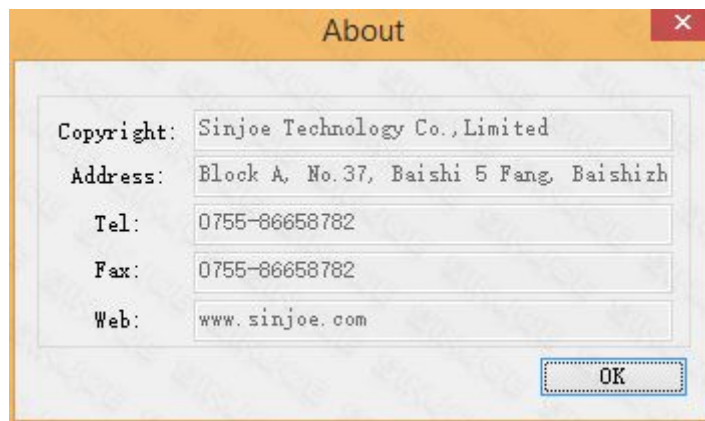 About
Copyright: Sinjoe Technology Co.,Limited
Address: Block A, No.37, Baishi 5 Fang, Baishizh
Tel: 0755-86658782
Fax: 0755-86658782
Web: www.sinjoe.com
OK